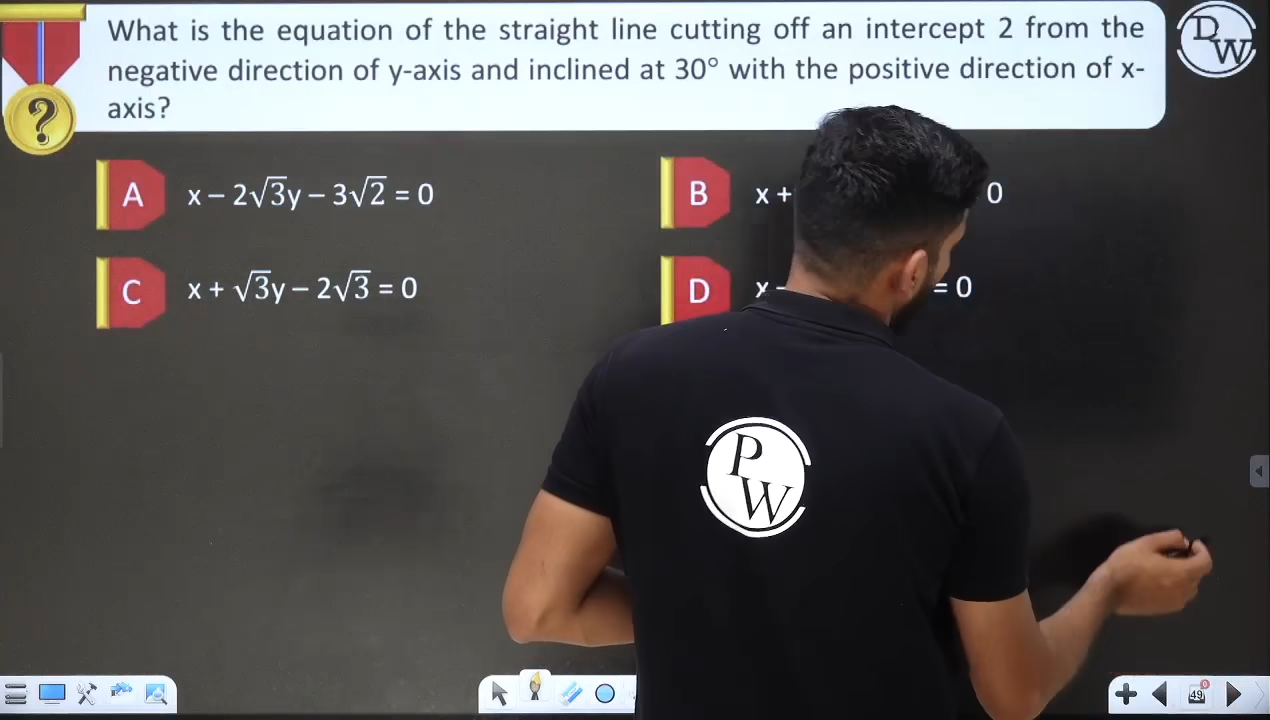 What is the equation of the straight line cutting off an intercept 2 from the
negative direction of y-axis and inclined at 30° with the positive direction of x-
axis?
DW
?
A x – 2√3y – 3√2 = 0
B x + 0
C x + √3y – 2√3 = 0
D x – = 0
PW
49